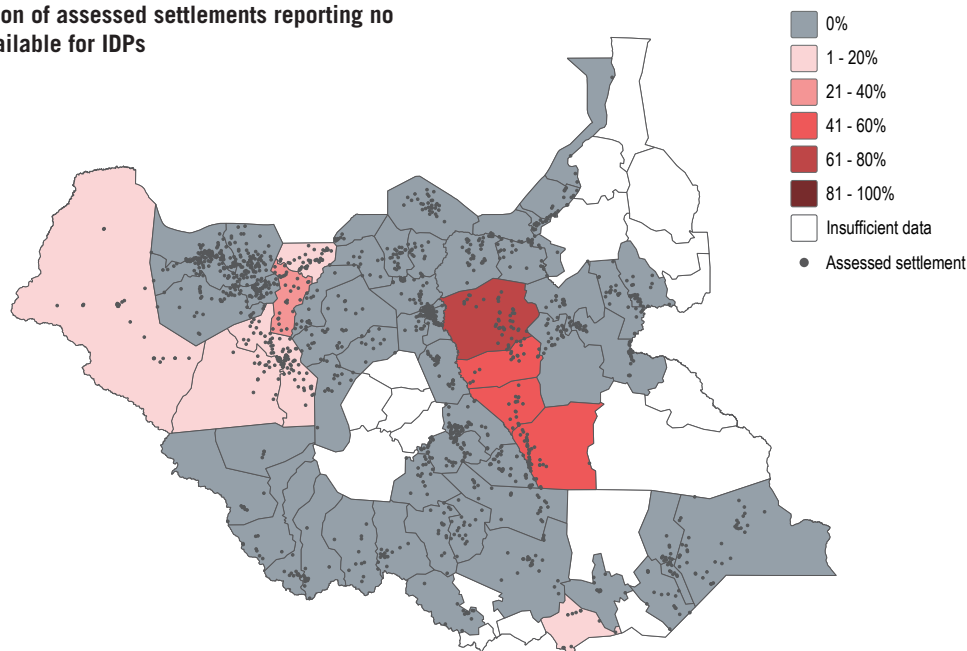 on of assessed settlements reporting no
ailable for IDPs
0%
1 - 20%
21 - 40%
41 - 60%
61 - 80%
81 - 100%
Insufficient data
Assessed settlement